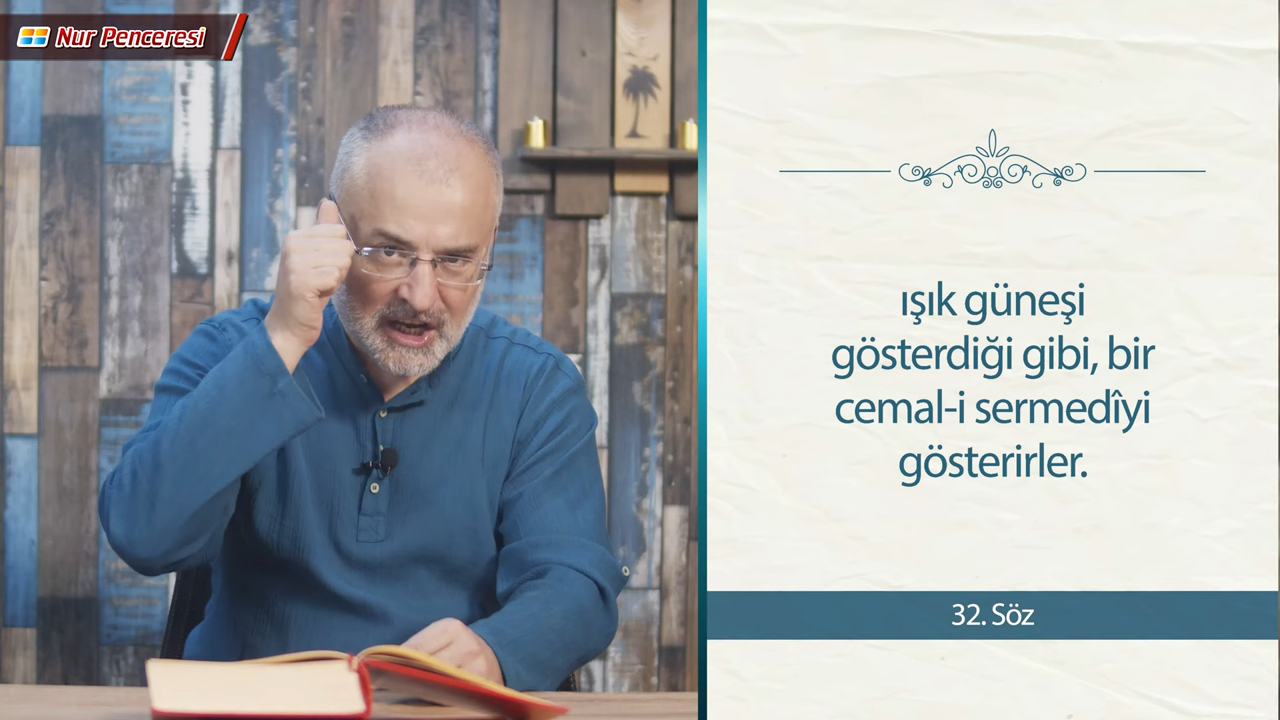 Nur Penceresi
ışık güneşi
gösterdiği gibi, bir
cemal-i sermedîyi
gösterirler.
32. Söz